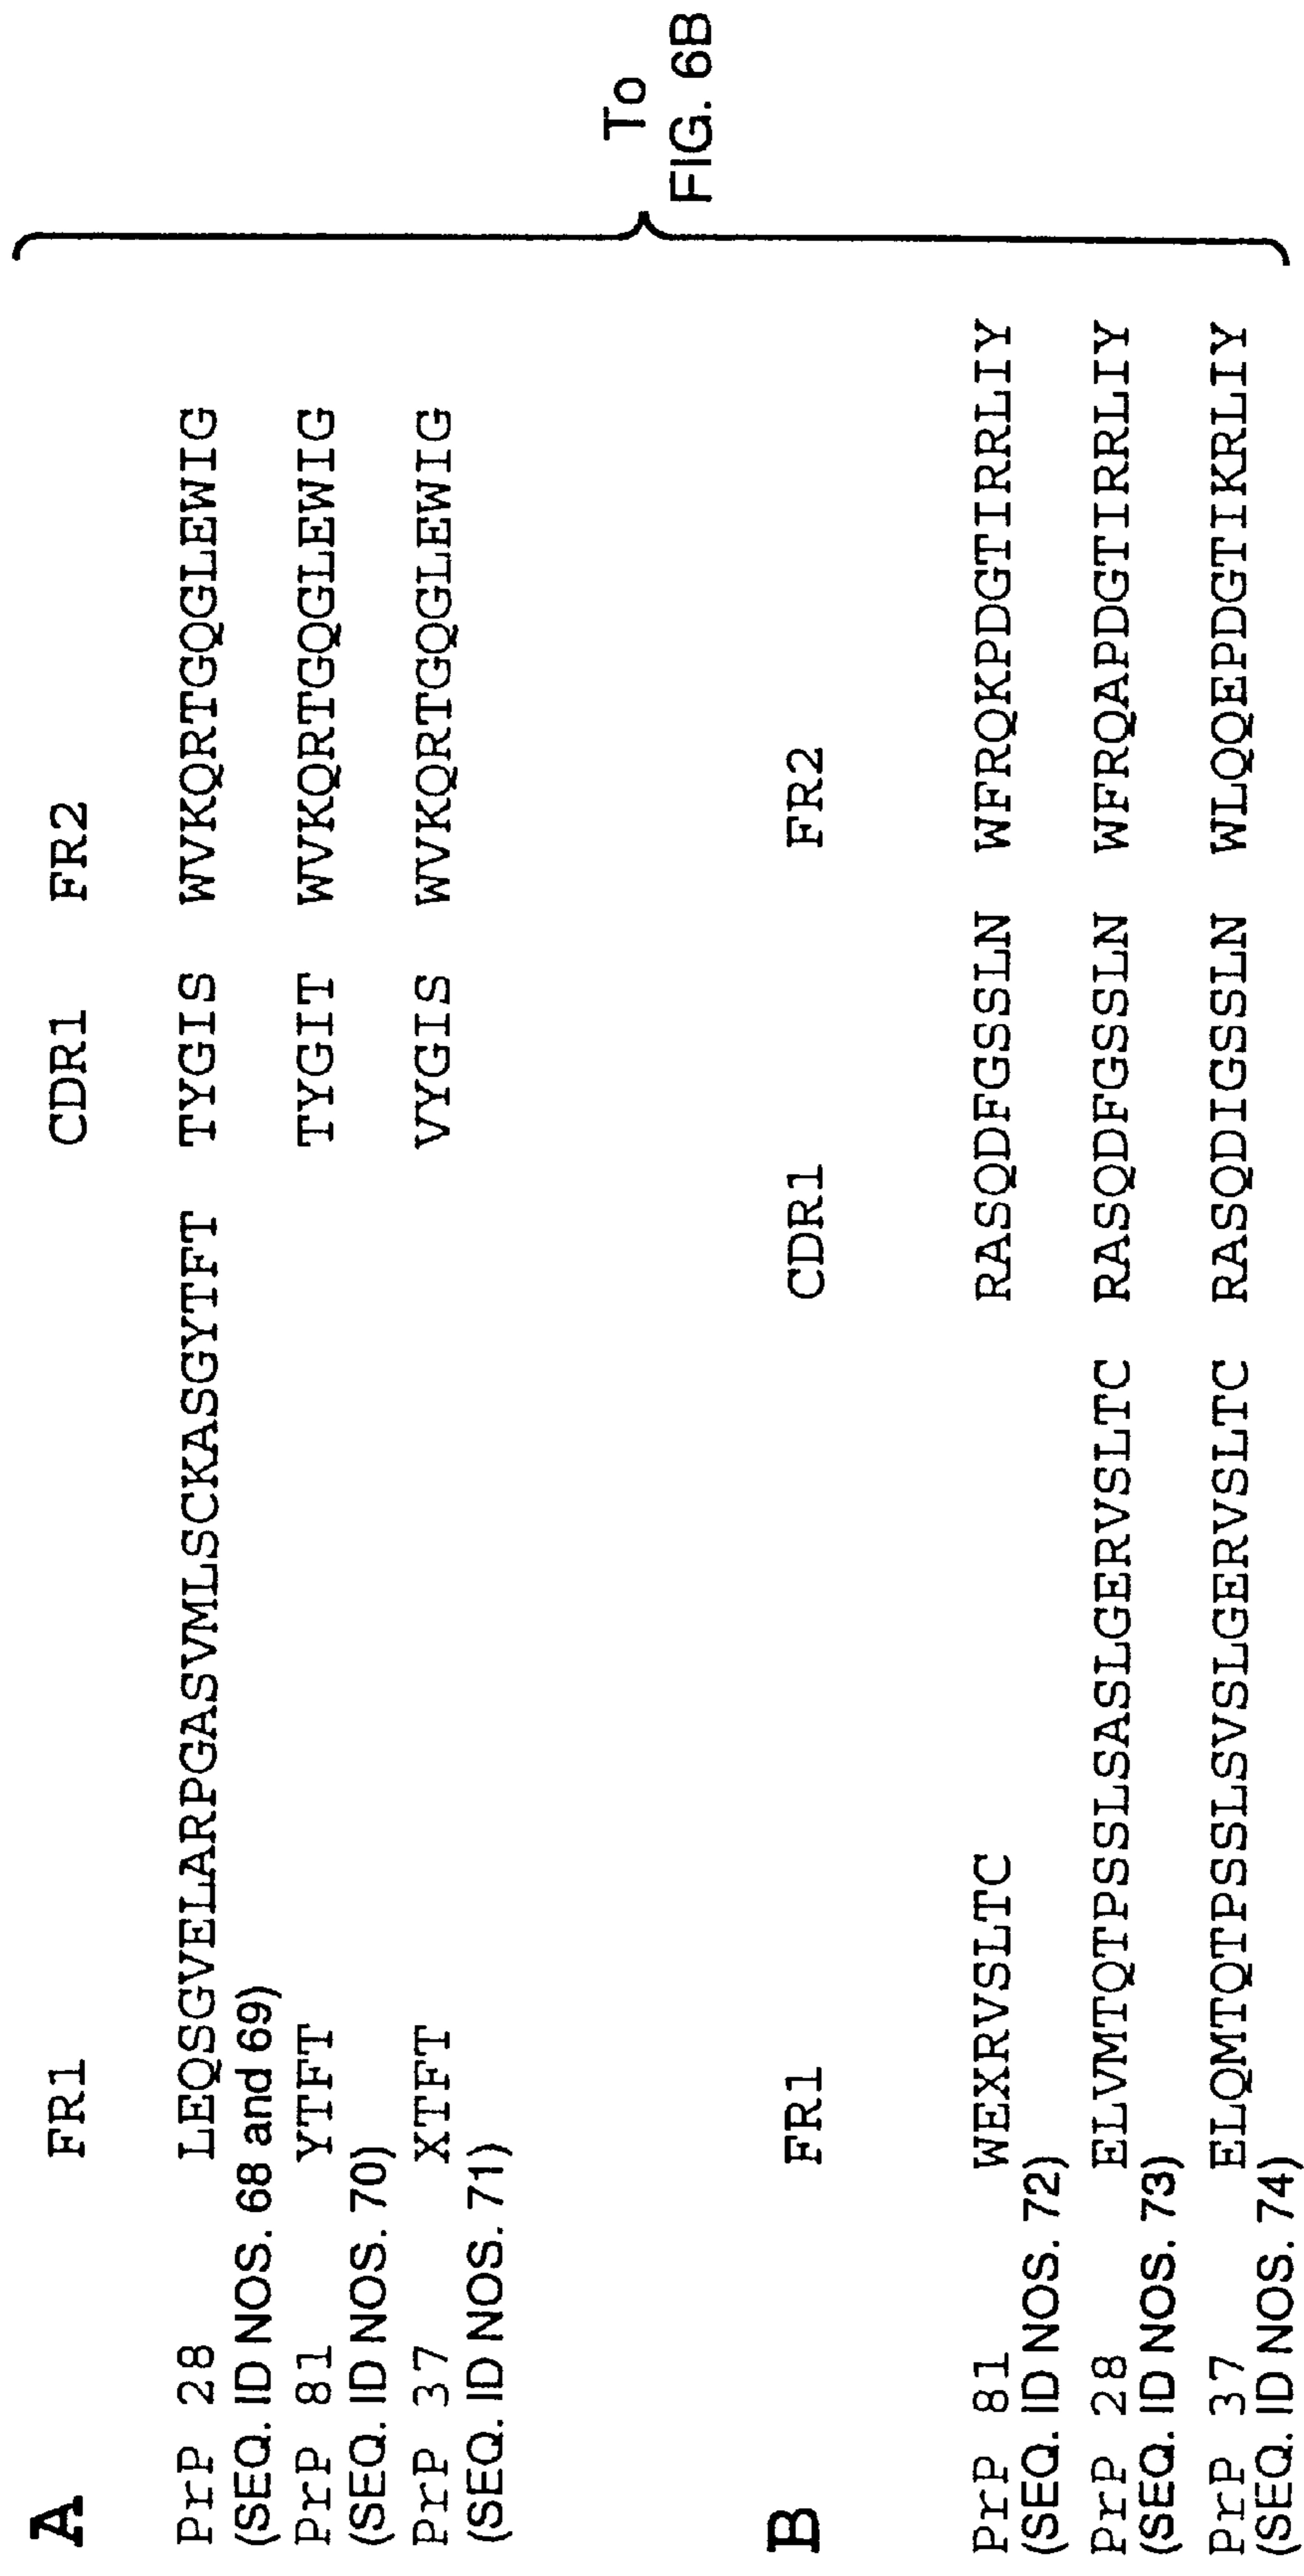 A
FR1 CDR1 FR2
PrP 28 LEQSGVELARPGASVMLSCKASGYTFT TYGIS WVKQRTGQGLEWIG
(SEQ. ID NOS. 68 and 69)
PrP 81 YTFT TYGIT WVKQRTGQGLEWIG
(SEQ. ID NOS. 70)
PrP 37 XTFT VYGIS WVKQRTGQGLEWIG
(SEQ. ID NOS. 71)
To
FIG. 6B
B
FR1 CDR1 FR2
PrP 81 WEXRVSLTC RASQDFGSSLN WFRQKPDGTIRRLIY
(SEQ. ID NOS. 72)
PrP 28 ELVMTQTPSSLSASLGERVSLTC RASQDFGSSLN WFRQAPDGTIRRLIY
(SEQ. ID NOS. 73)
PrP 37 ELQMTQTPSSLSVSLGERVSLTC RASQDIGSSLN WLQQEPDGTIKRLIY
(SEQ. ID NOS. 74)